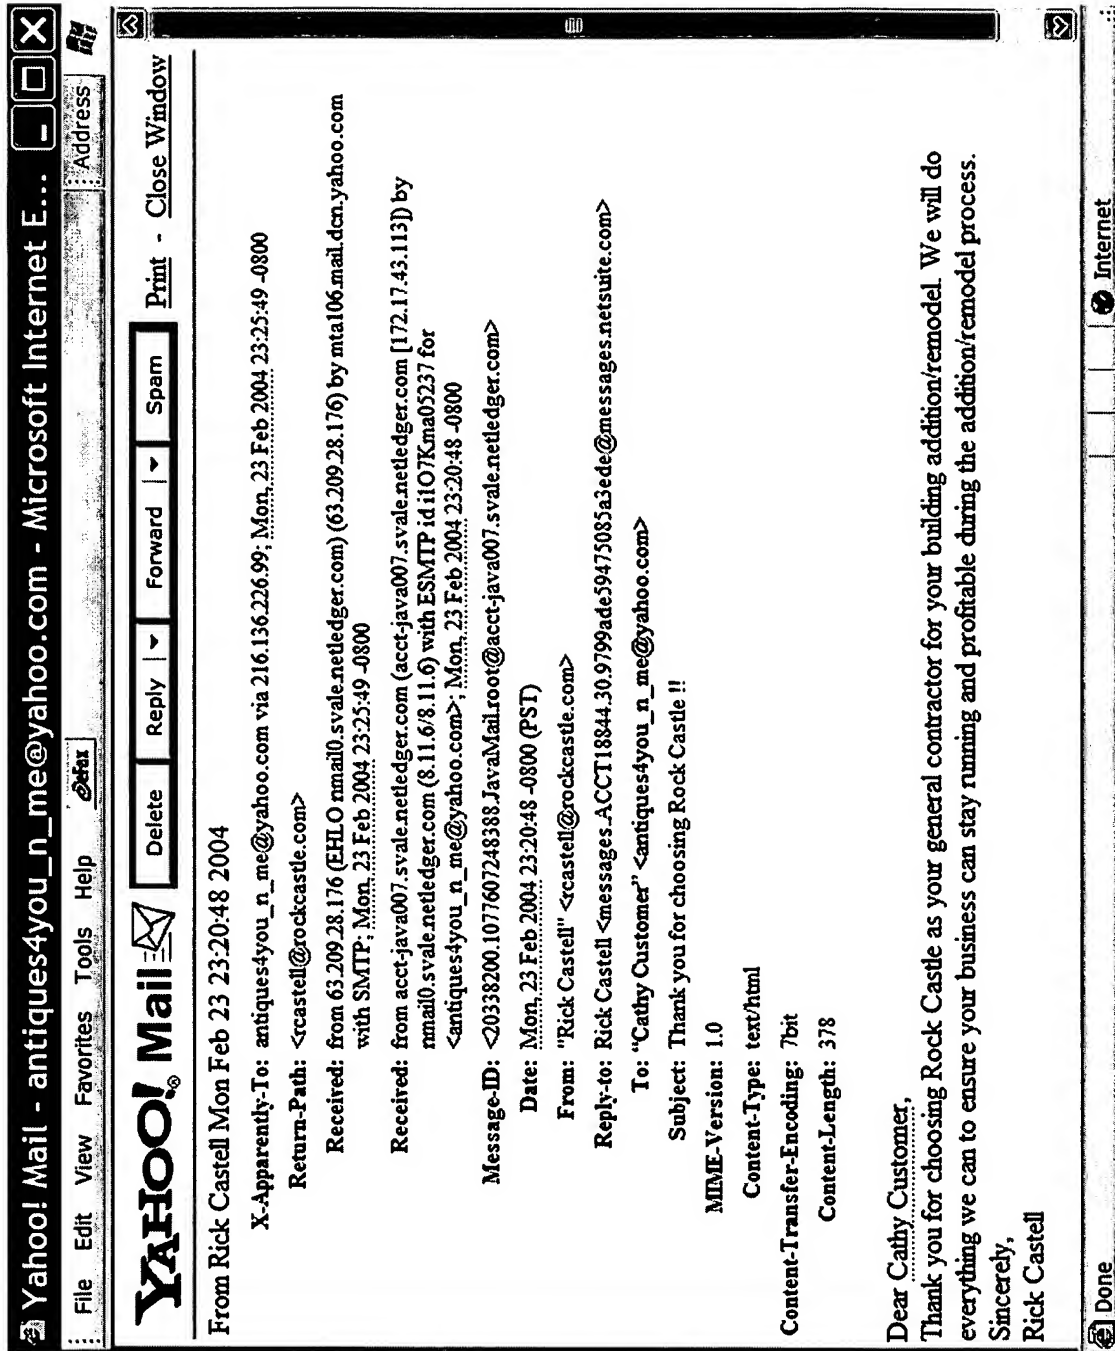 Yahoo! Mail - antiques4you_n_me@yahoo.com - Microsoft Internet E...
File Edit View Favorites Tools Help eFax Address
YAHOO!® Mail Delete Reply Forward Spam Print - Close Window
From Rick Castell Mon Feb 23 23:20:48 2004
X-Apparently-To: antiques4you_n_me@yahoo.com via 216.136.226.99; Mon, 23 Feb 2004 23:25:49 -0800
Return-Path: <rcastell@rockcastle.com>
Received: from 63.209.28.176 (EHLO nmail0.svale.netledger.com) (63.209.28.176) by mta106.mail.dcn.yahoo.com
with SMTP; Mon, 23 Feb 2004 23:25:49 -0800
Received: from acct-java007.svale.netledger.com (acct-java007.svale.netledger.com [172.17.43.113]) by
nmail0.svale.netledger.com (8.11.6/8.11.6) with ESMTP id i1O7Kma05237 for
<antiques4you_n_me@yahoo.com>; Mon, 23 Feb 2004 23:20:48 -0800
Message-ID: <20338200.1077607248388.JavaMail.root@acct-java007.svale.netledger.com>
Date: Mon, 23 Feb 2004 23:20:48 -0800 (PST)
From: "Rick Castell" <rcastell@rockcastle.com>
Reply-to: Rick Castell <messages.ACCT18844.30.9799ade59475085a3ede@messages.netsuite.com>
To: "Cathy Customer" <antiques4you_n_me@yahoo.com>
Subject: Thank you for choosing Rock Castle !!
MIME-Version: 1.0
Content-Type: text/html
Content-Transfer-Encoding: 7bit
Content-Length: 378
Dear Cathy Customer,
Thank you for choosing Rock Castle as your general contractor for your building addition/remodel. We will do
everything we can to ensure your business can stay running and profitable during the addition/remodel process.
Sincerely,
Rick Castell
Done Internet